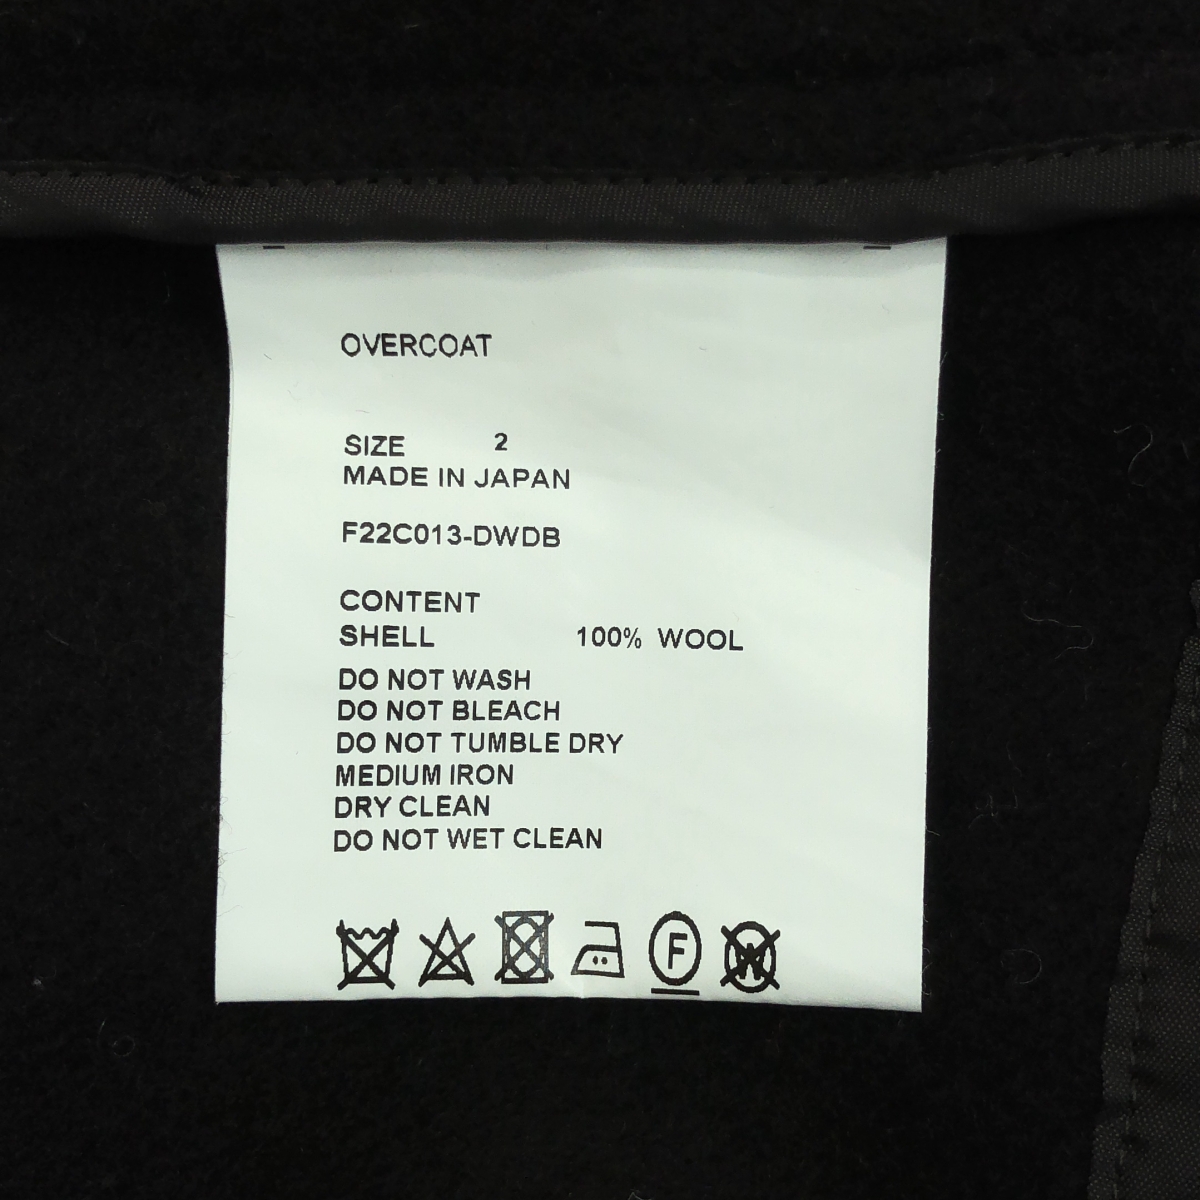 OVERCOAT
SIZE 2
MADE IN JAPAN
F22C013-DWDB
CONTENT
SHELL 100% WOOL
DO NOT WASH
DO NOT BLEACH
DO NOT TUMBLE DRY
MEDIUM IRON
DRY CLEAN
DO NOT WET CLEAN
F W